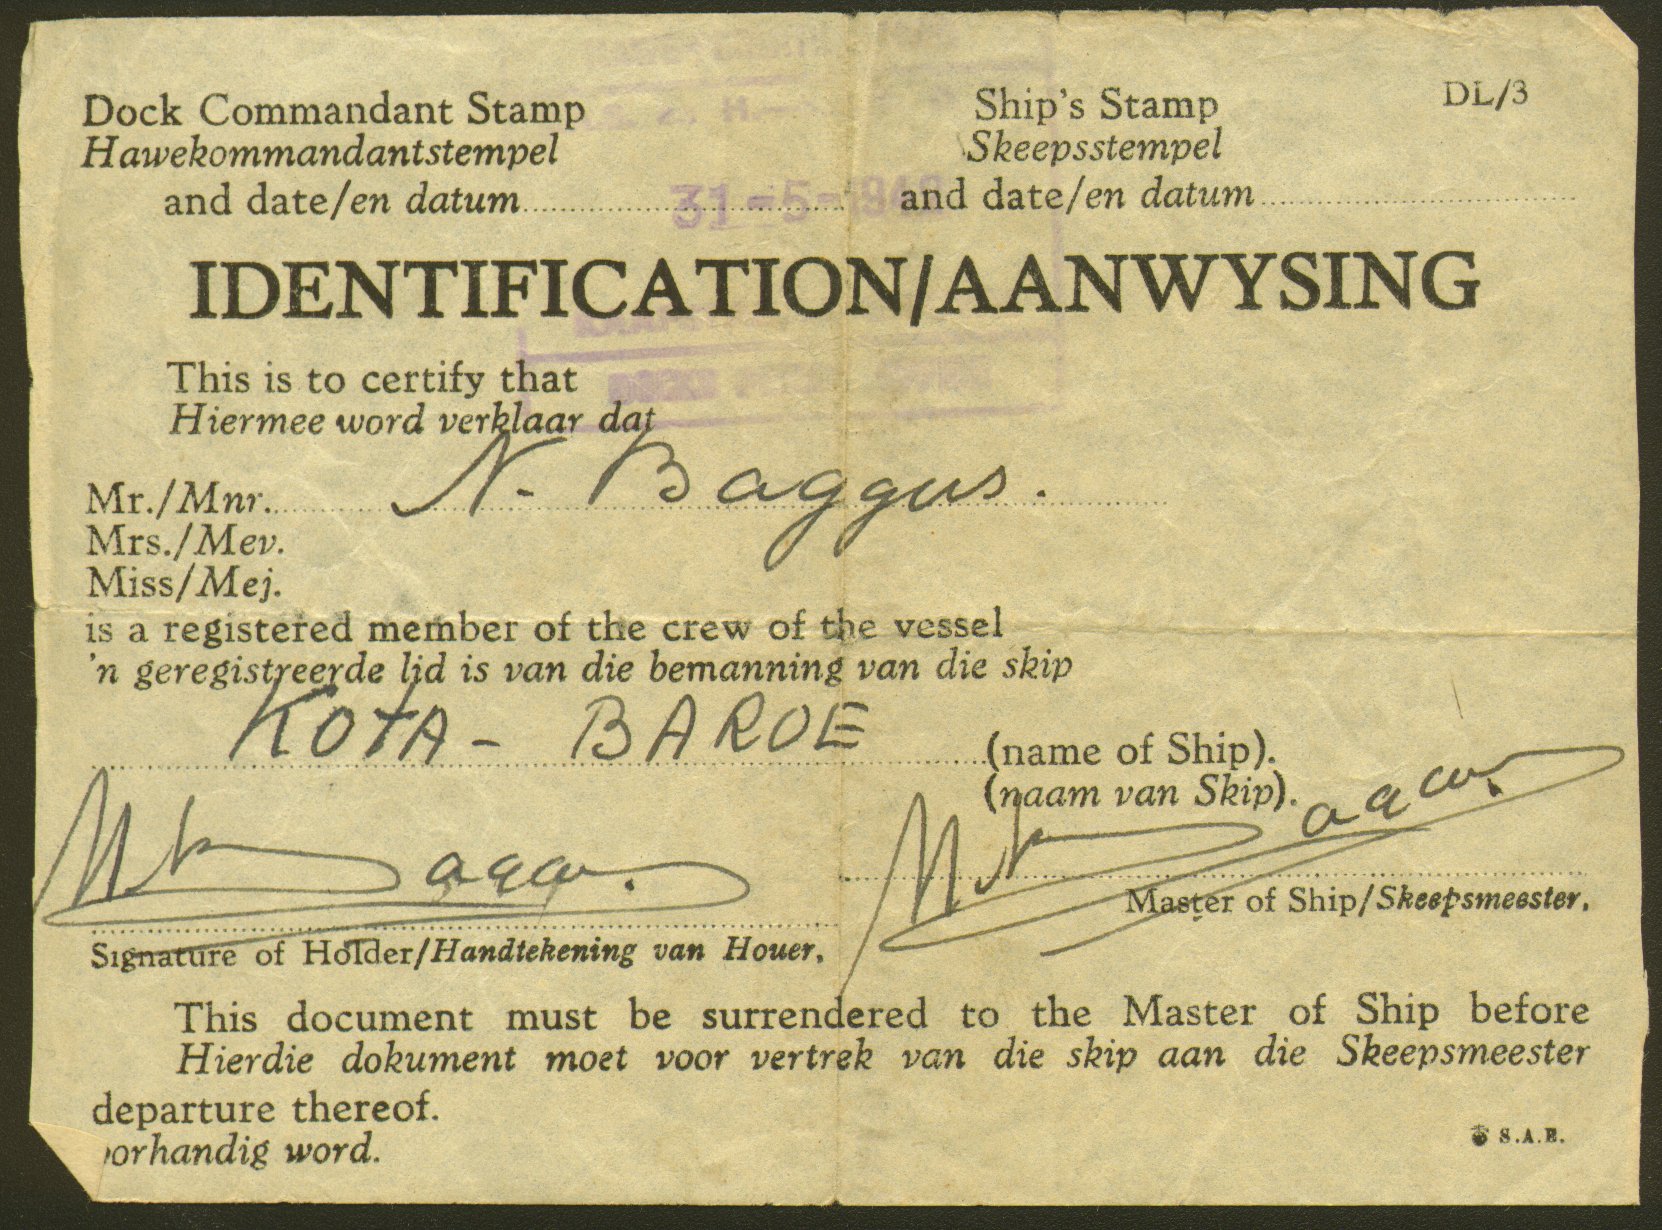 Dock Commandant Stamp
Hawekommandantstempel
and date/en datum
31-5-
Ship's Stamp
Skeepsstempel
and date/en datum
DL/3
IDENTIFICATION/AANWYSING
This is to certify that
Hiermee word verklaar dat
Mr./Mnr. N. Baggus.
Mrs./Mev.
Miss/Mej.
is a registered member of the crew of the vessel
'n geregistreerde lid is van die bemanning van die skip
KOTA - BAROE (name of Ship).
(naam van Skip).
Signature of Holder/Handtekening van Houer.
Master of Ship/Skeepsmeester.
This document must be surrendered to the Master of Ship before
Hierdie dokument moet voor vertrek van die skip aan die Skeepsmeester
departure thereof.
orhandig word.
S.A.E.